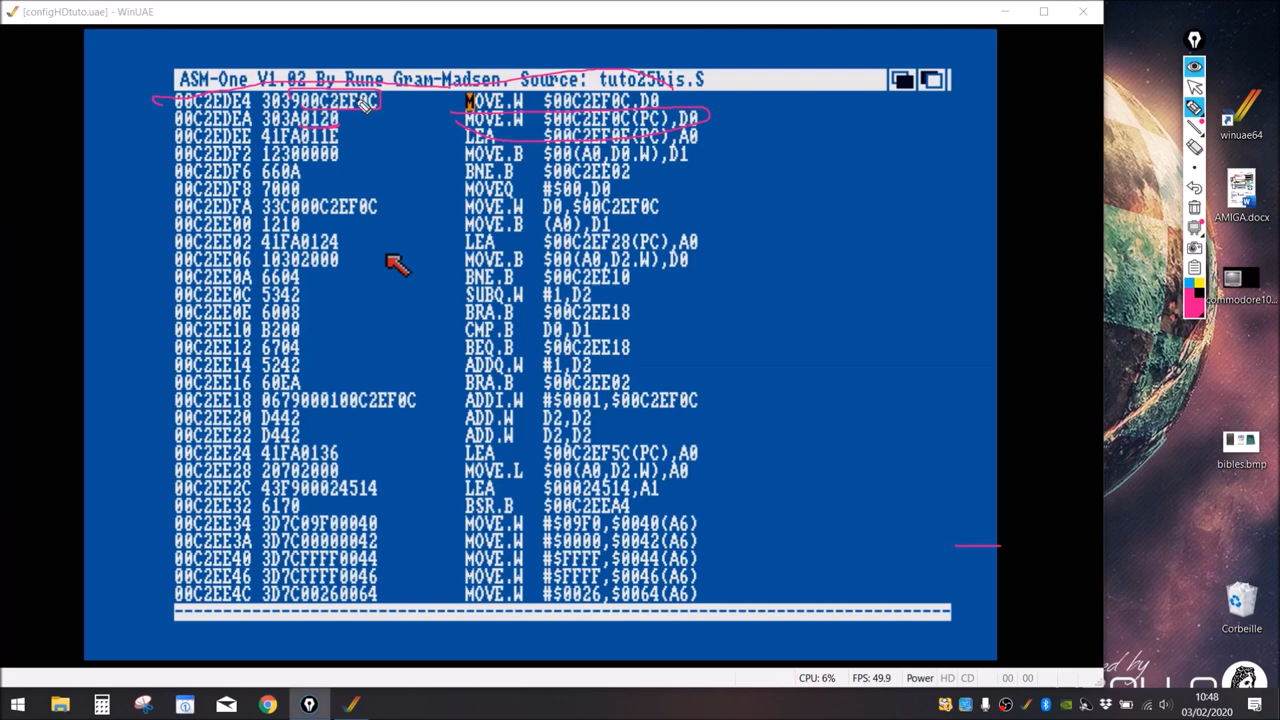 [configHDtuto.uae] - WinUAE
ASM-One V1.02 By Rune Gram-Madsen. Source: tuto25bis.S
00C2EDE4 303900C2EF0C MOVE.W $00C2EF0C,D0
00C2EDEA 303A0120 MOVE.W $00C2EF0C(PC),D0
00C2EDEE 41FA011E LEA $00C2EF0E(PC),A0
00C2EDF2 12300000 MOVE.B $00(A0,D0.W),D1
00C2EDF6 660A BNE.B $00C2EE02
00C2EDF8 7000 MOVEQ #$00,D0
00C2EDFA 33C000C2EF0C MOVE.W D0,$00C2EF0C
00C2EE00 1210 MOVE.B (A0),D1
00C2EE02 41FA0124 LEA $00C2EF28(PC),A0
00C2EE06 10302000 MOVE.B $00(A0,D2.W),D0
00C2EE0A 6604 BNE.B $00C2EE10
00C2EE0C 5342 SUBQ.W #1,D2
00C2EE0E 6008 BRA.B $00C2EE18
00C2EE10 B200 CMP.B D0,D1
00C2EE12 6704 BEQ.B $00C2EE18
00C2EE14 5242 ADDQ.W #1,D2
00C2EE16 60EA BRA.B $00C2EE02
00C2EE18 0679000100C2EF0C ADDI.W #$0001,$00C2EF0C
00C2EE20 D442 ADD.W D2,D2
00C2EE22 D442 ADD.W D2,D2
00C2EE24 41FA0136 LEA $00C2EF5C(PC),A0
00C2EE28 20702000 MOVE.L $00(A0,D2.W),A0
00C2EE2C 43F900024514 LEA $00024514,A1
00C2EE32 6170 BSR.B $00C2EEA4
00C2EE34 3D7C09F00040 MOVE.W #$09F0,$0040(A6)
00C2EE3A 3D7C00000042 MOVE.W #$0000,$0042(A6)
00C2EE40 3D7CFFFF0044 MOVE.W #$FFFF,$0044(A6)
00C2EE46 3D7CFFFF0046 MOVE.W #$FFFF,$0046(A6)
00C2EE4C 3D7C00260064 MOVE.W #$0026,$0064(A6)
CPU: 6% FPS: 49.9 Power HD CD 00 00
winuae64
AMIGA.docx
commodore10...
bibles.bmp
Corbeille
10:48
03/02/2020